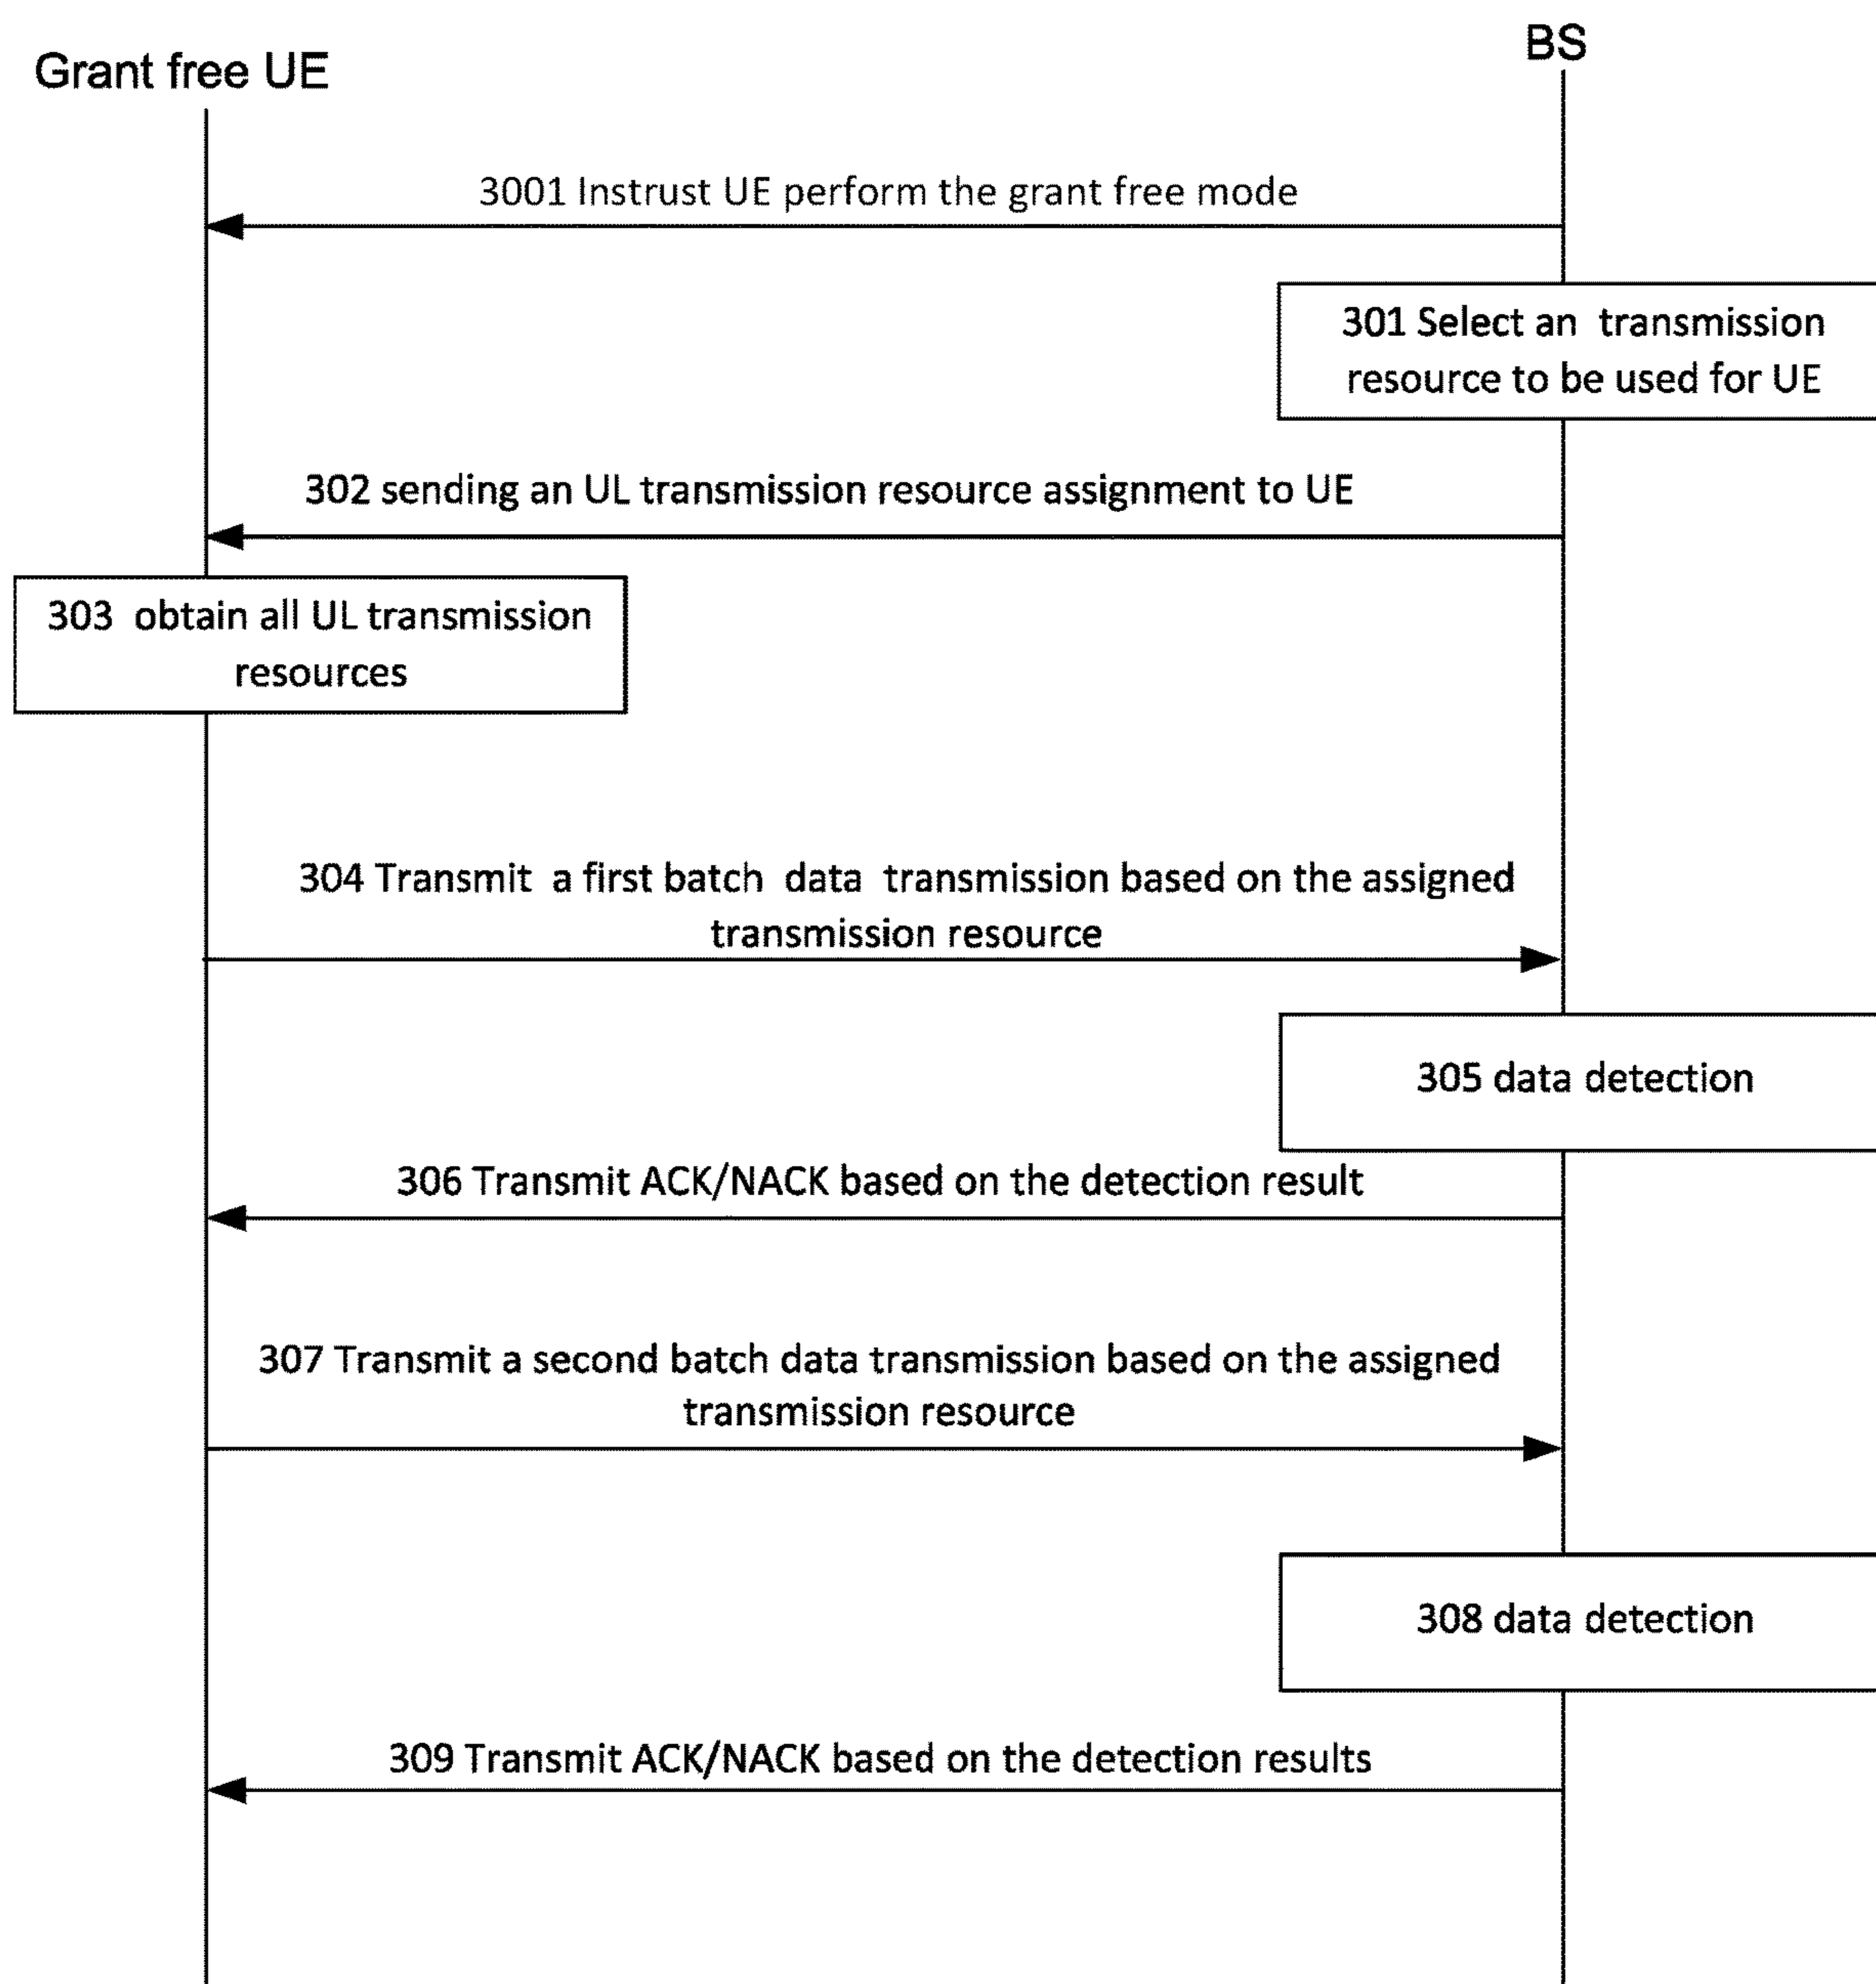 Grant free UE
BS
3001 Instrust UE perform the grant free mode
301 Select an transmission
resource to be used for UE
302 sending an UL transmission resource assignment to UE
303 obtain all UL transmission
resources
304 Transmit a first batch data transmission based on the assigned
transmission resource
305 data detection
306 Transmit ACK/NACK based on the detection result
307 Transmit a second batch data transmission based on the assigned
transmission resource
308 data detection
309 Transmit ACK/NACK based on the detection results